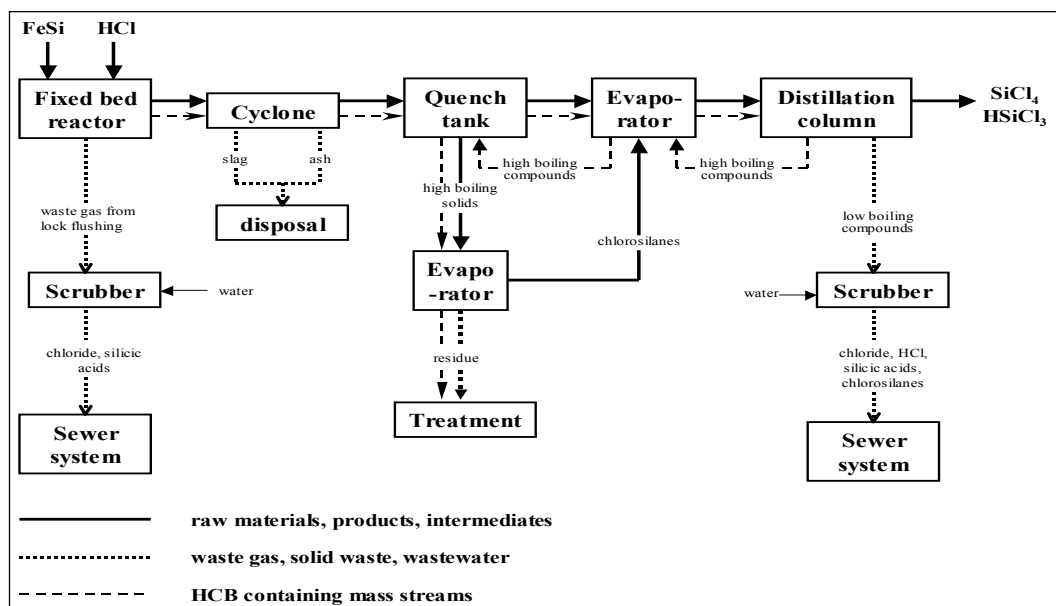 FeSi
HCl
Fixed bed
reactor
Cyclone
Quench
tank
Evapo-
rator
Distillation
column
SiCl4
HSiCl3
slag
ash
high boiling
compounds
high boiling
compounds
high boiling
solids
waste gas from
lock flushing
disposal
low boiling
compounds
chlorosilanes
Evapo
-rator
Scrubber
water
water
Scrubber
chloride, silicic
acids
residue
chloride, HCl,
silicic acids,
chlorosilanes
Treatment
Sewer
system
Sewer
system
raw materials, products, intermediates
waste gas, solid waste, wastewater
HCB containing mass streams